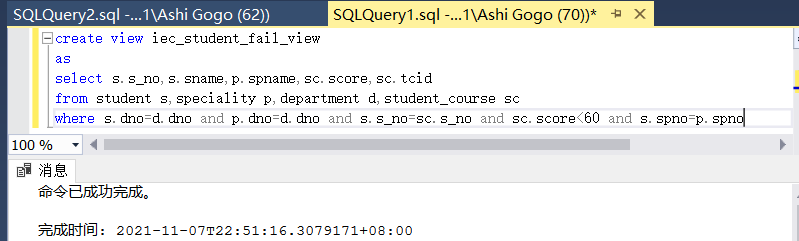 SQLQuery2.sql -...1\Ashi Gogo (62))
SQLQuery1.sql -...1\Ashi Gogo (70))*
create view iec_student_fail_view
as
select s.s_no,s.sname,p.spname,sc.score,sc.tcid
from student s,speciality p,department d,student_course sc
where s.dno=d.dno and p.dno=d.dno and s.s_no=sc.s_no and sc.score<60 and s.spno=p.spno
100 %
消息
命令已成功完成。
完成时间: 2021-11-07T22:51:16.3079171+08:00